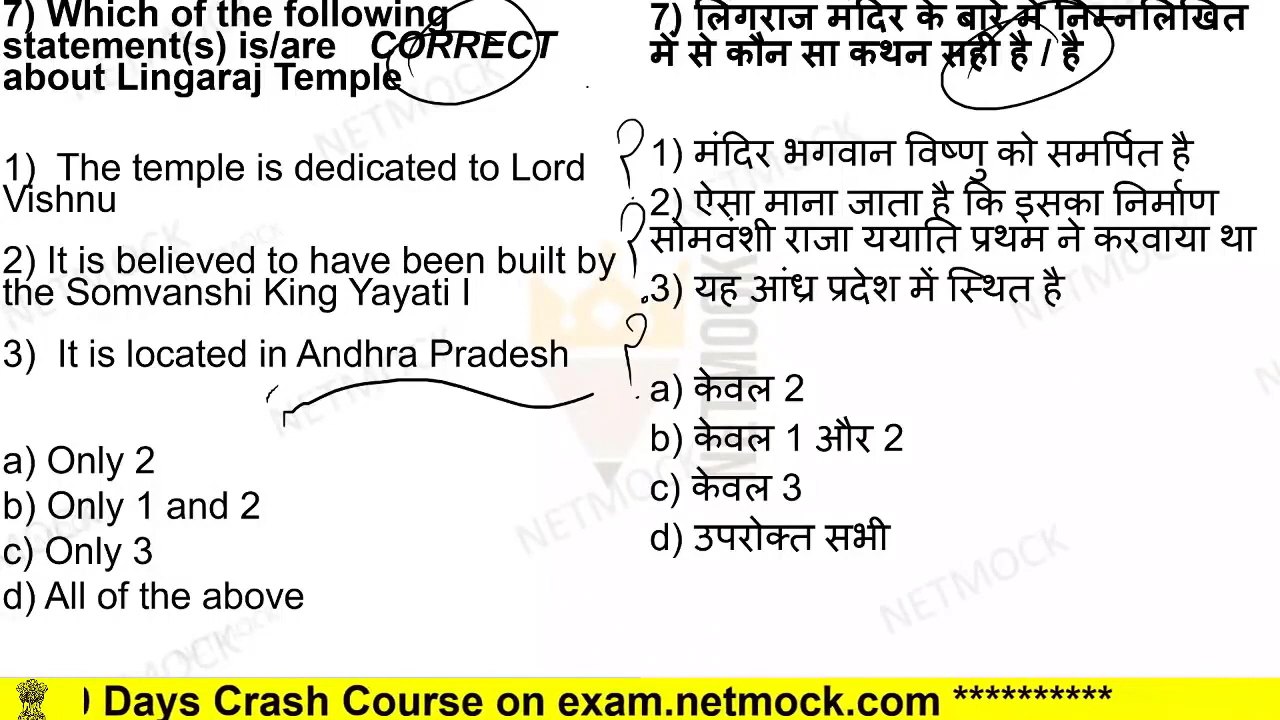 7) Which of the following
statement(s) is/are CORRECT
about Lingaraj Temple
1) The temple is dedicated to Lord
Vishnu
2) It is believed to have been built by
the Somvanshi King Yayati I
3) It is located in Andhra Pradesh
a) Only 2
b) Only 1 and 2
c) Only 3
d) All of the above
7) लिंगराज मंदिर के बारे में निम्नलिखित
में से कौन सा कथन सही है / है
1) मंदिर भगवान विष्णु को समर्पित है
2) ऐसा माना जाता है कि इसका निर्माण
सोमवंशी राजा ययाति प्रथम ने करवाया था
3) यह आंध्र प्रदेश में स्थित है
a) केवल 2
b) केवल 1 और 2
c) केवल 3
d) उपरोक्त सभी
NETMOCK
Days Crash Course on exam.netmock.com **********